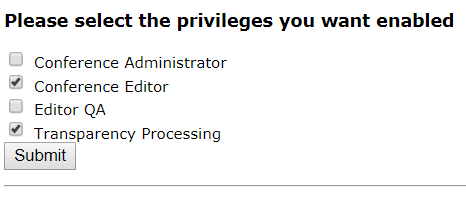 Please select the privileges you want enabled
Conference Administrator
Conference Editor
Editor QA
Transparency Processing
Submit